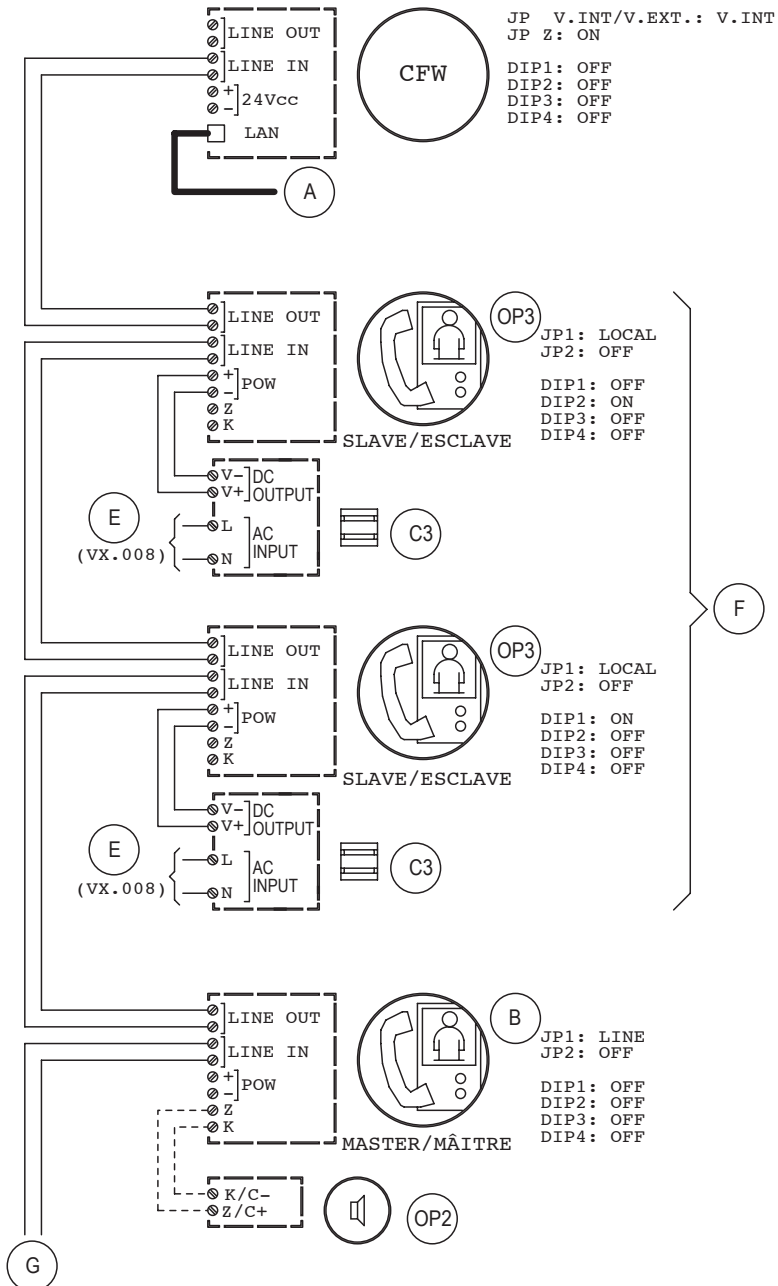 LINE OUT
LINE IN
+
-
24Vcc
LAN
CFW
JP V.INT/V.EXT.: V.INT
JP Z: ON
DIP1: OFF
DIP2: OFF
DIP3: OFF
DIP4: OFF
A
LINE OUT
LINE IN
+
-
POW
Z
K
SLAVE/ESCLAVE
OP3
JP1: LOCAL
JP2: OFF
DIP1: OFF
DIP2: ON
DIP3: OFF
DIP4: OFF
V-
V+
DC
OUTPUT
L
N
AC
INPUT
E
(VX.008)
C3
F
LINE OUT
LINE IN
+
-
POW
Z
K
SLAVE/ESCLAVE
OP3
JP1: LOCAL
JP2: OFF
DIP1: ON
DIP2: OFF
DIP3: OFF
DIP4: OFF
V-
V+
DC
OUTPUT
L
N
AC
INPUT
E
(VX.008)
C3
LINE OUT
LINE IN
+
-
POW
Z
K
MASTER/MÂITRE
B
JP1: LINE
JP2: OFF
DIP1: OFF
DIP2: OFF
DIP3: OFF
DIP4: OFF
K/C-
Z/C+
OP2
G